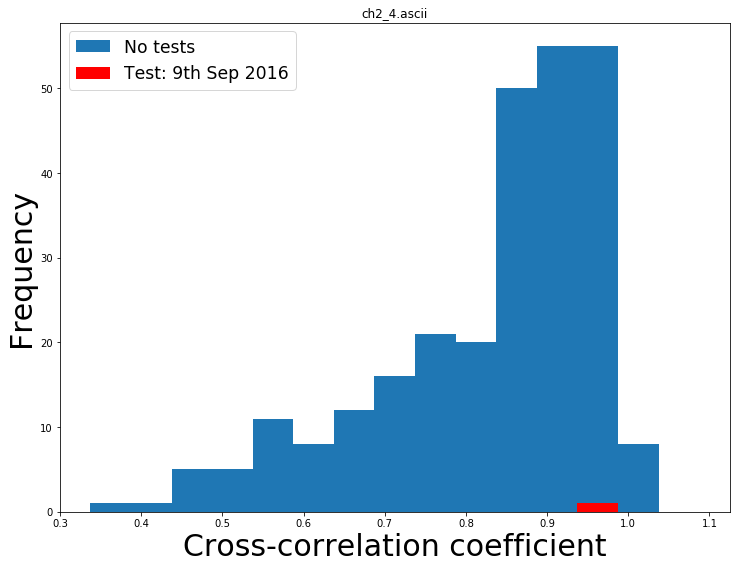 ch2_4.ascii
No tests
Test: 9th Sep 2016
Frequency
50
40
30
20
10
0
0.3 0.4 0.5 0.6 0.7 0.8 0.9 1.0 1.1
Cross-correlation coefficient